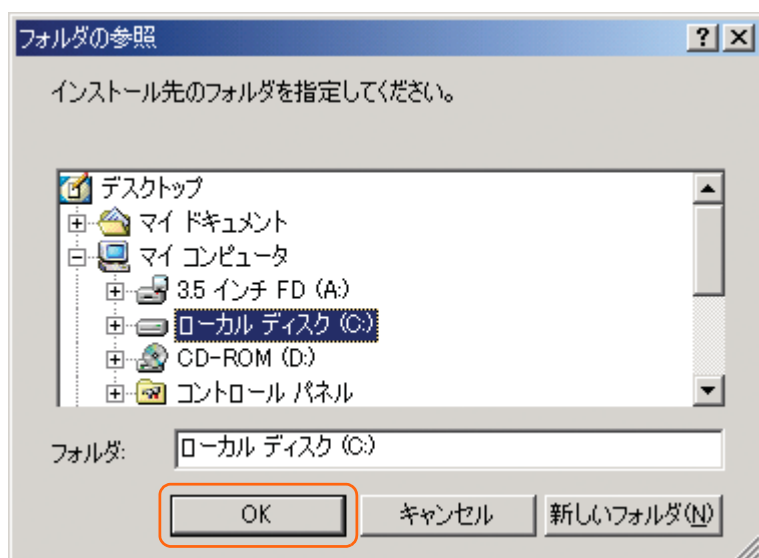 フォルダの参照
インストール先のフォルダを指定してください。
デスクトップ
マイ ドキュメント
マイ コンピュータ
3.5 インチ FD (A:)
ローカル ディスク (C:)
CD-ROM (D:)
コントロール パネル
フォルダ: ローカル ディスク (C:)
OK キャンセル 新しいフォルダ(N)